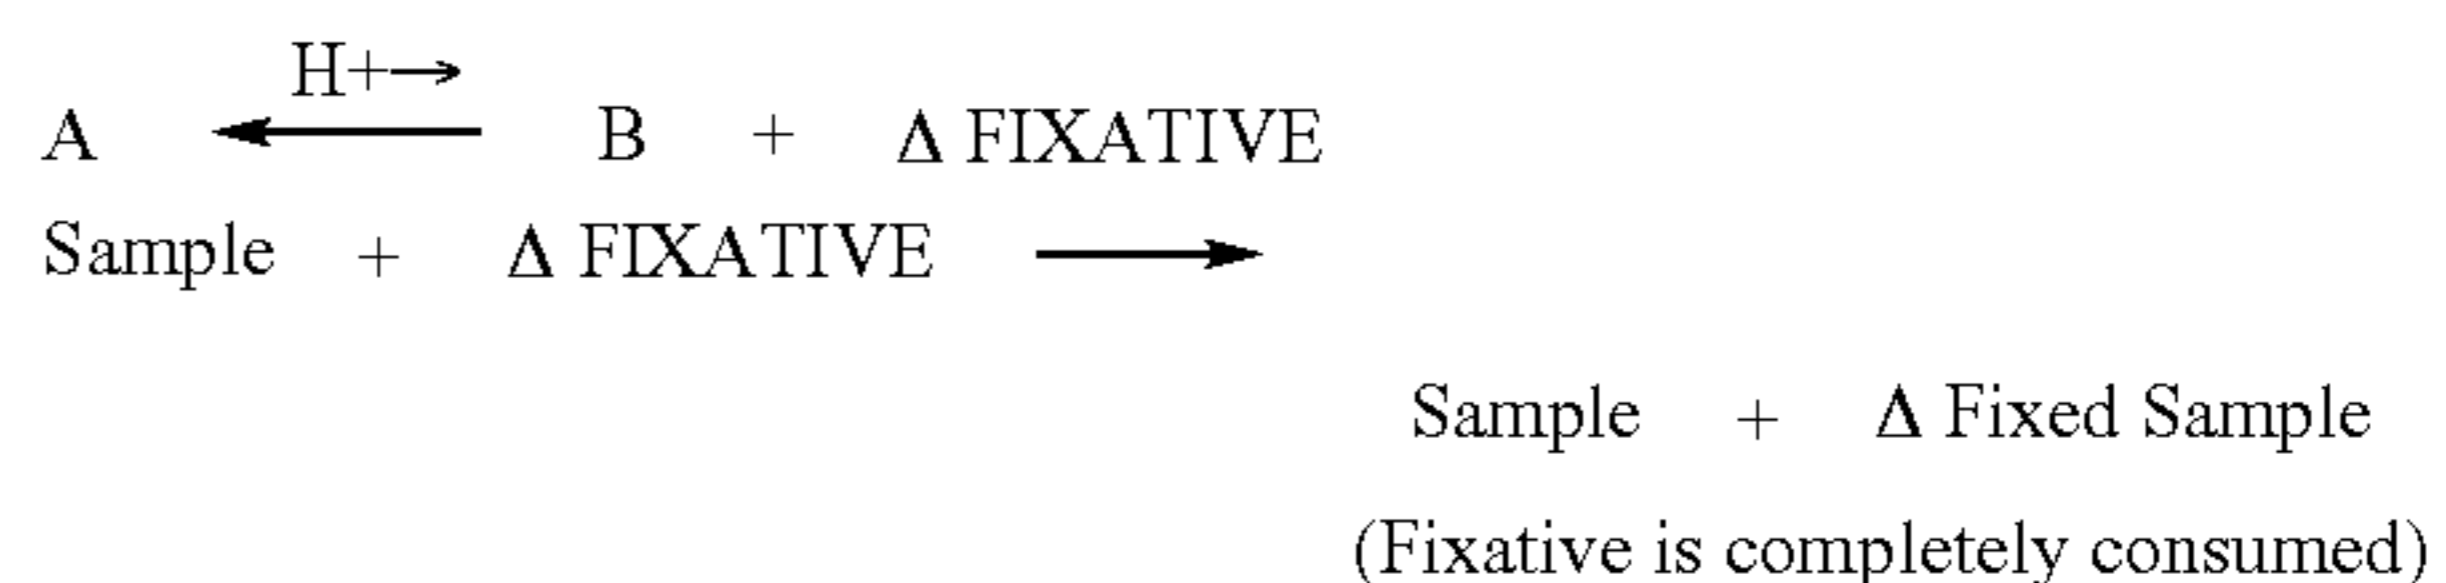 H+→
A ← B + Δ FIXATIVE
Sample + Δ FIXATIVE →
Sample + Δ Fixed Sample
(Fixative is completely consumed)